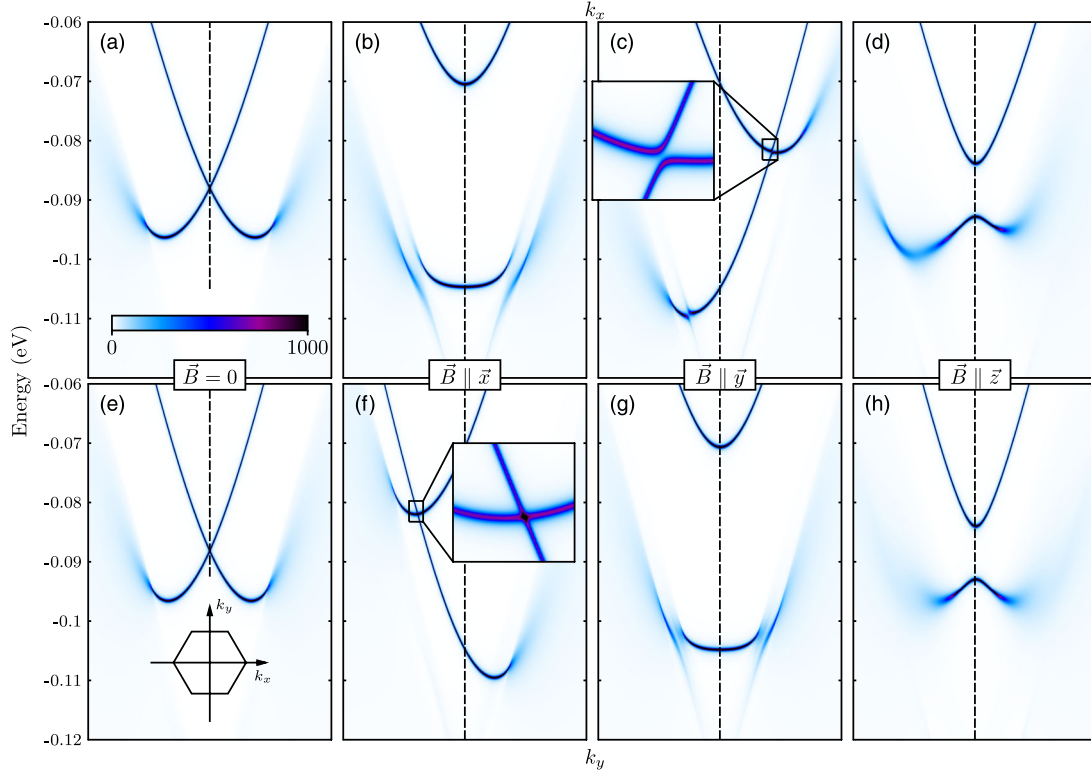 k_x
(a) (b) (c) (d)
-0.06
-0.07
-0.08
-0.09
-0.1
-0.11
0 1000
Energy (eV)
B⃗ = 0 B⃗ ∥ x⃗ B⃗ ∥ y⃗ B⃗ ∥ z⃗
-0.06
(e) (f) (g) (h)
-0.07
-0.08
-0.09
-0.1
-0.11
-0.12
k_y
k_x
k_y